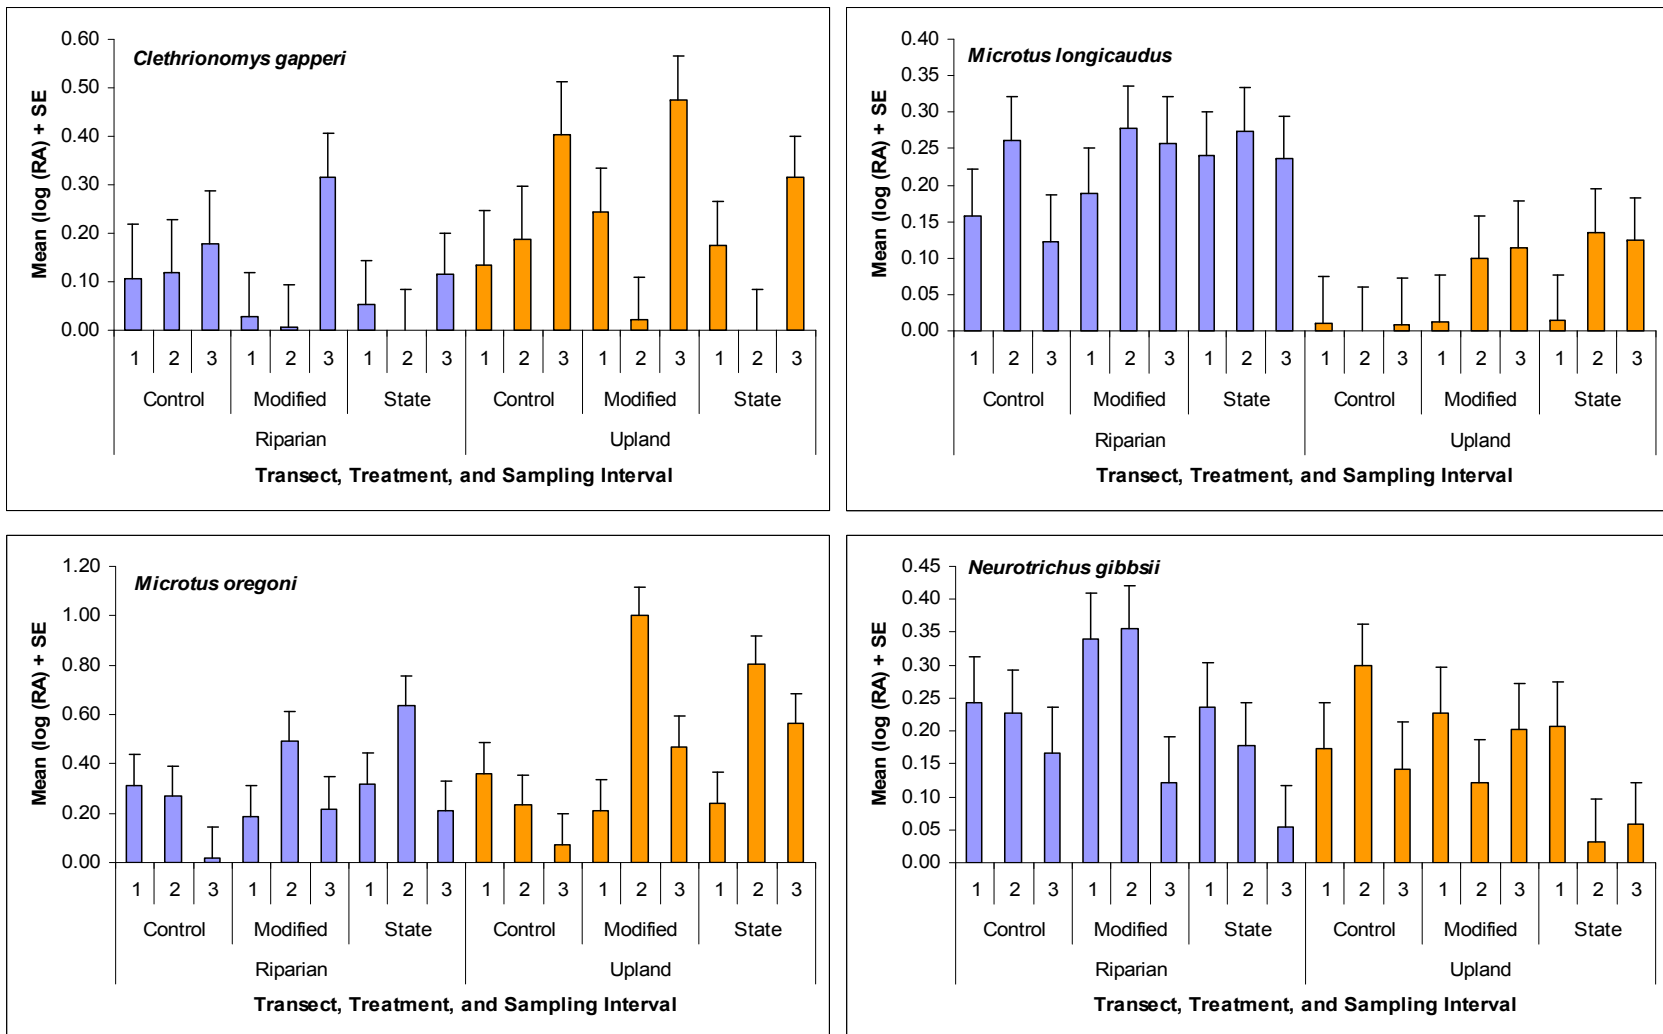 Clethrionomys gapperi
Mean (log (RA) + SE
0.60
0.50
0.40
0.30
0.20
0.10
0.00
1 2 3 1 2 3 1 2 3 1 2 3 1 2 3 1 2 3
Control Modified State Control Modified State
Riparian Upland
Transect, Treatment, and Sampling Interval
Microtus longicaudus
Mean (log (RA) + SE
0.40
0.35
0.30
0.25
0.20
0.15
0.10
0.05
0.00
1 2 3 1 2 3 1 2 3 1 2 3 1 2 3 1 2 3
Control Modified State Control Modified State
Riparian Upland
Transect, Treatment, and Sampling Interval
Microtus oregoni
Mean (log (RA) + SE
1.20
1.00
0.80
0.60
0.40
0.20
0.00
1 2 3 1 2 3 1 2 3 1 2 3 1 2 3 1 2 3
Control Modified State Control Modified State
Riparian Upland
Transect, Treatment, and Sampling Interval
Neurotrichus gibbsii
Mean (log (RA) + SE
0.45
0.40
0.35
0.30
0.25
0.20
0.15
0.10
0.05
0.00
1 2 3 1 2 3 1 2 3 1 2 3 1 2 3 1 2 3
Control Modified State Control Modified State
Riparian Upland
Transect, Treatment, and Sampling Interval